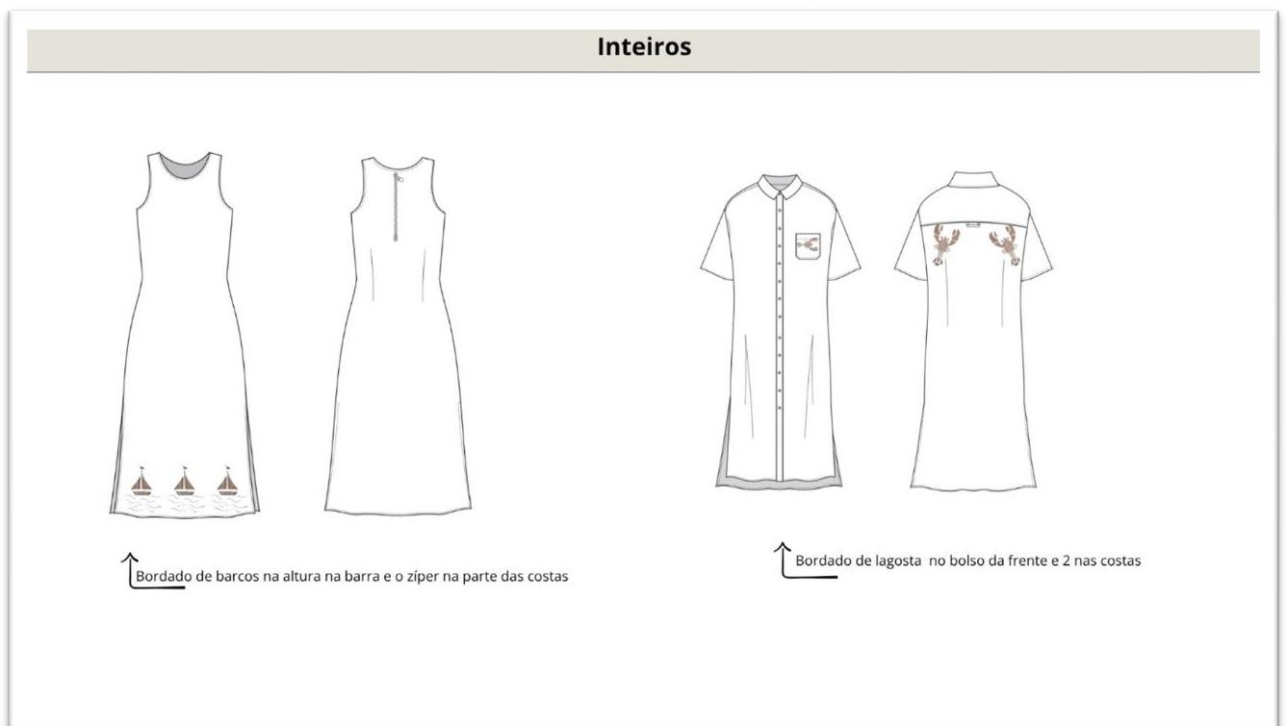 Inteiros
Bordado de barcos na altura na barra e o zíper na parte das costas
Bordado de lagosta no bolso da frente e 2 nas costas